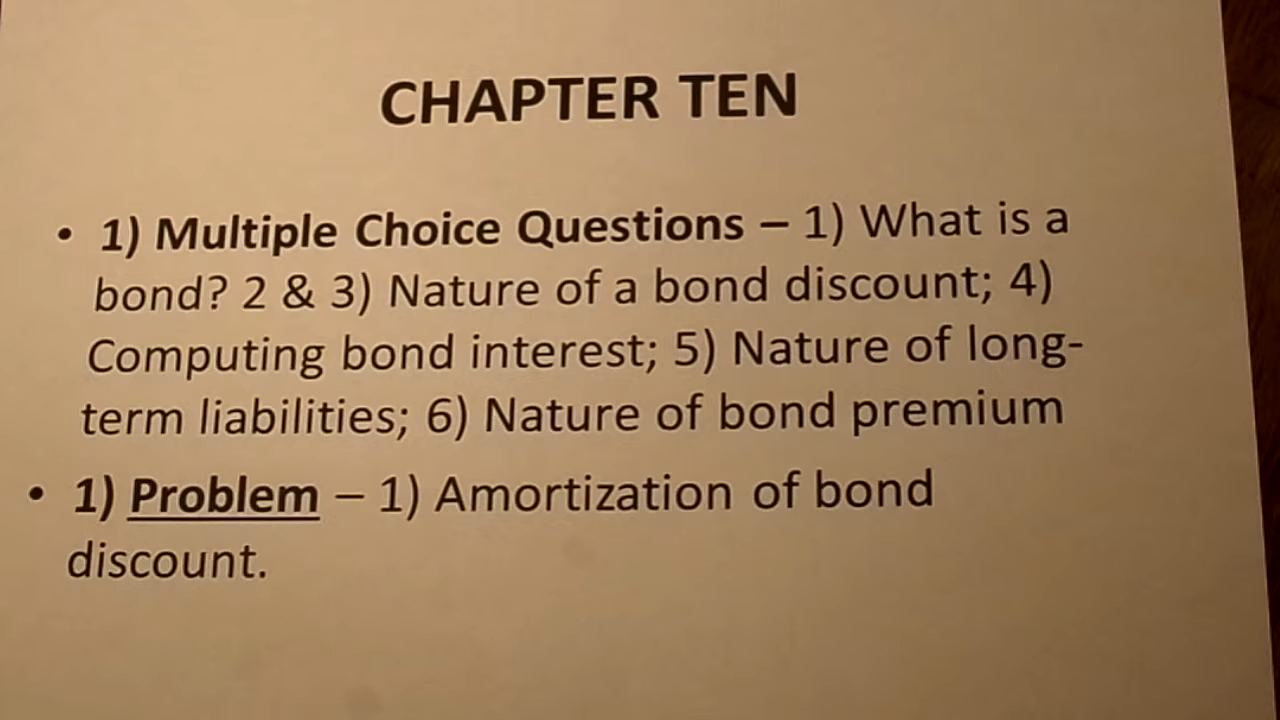 CHAPTER TEN
• 1) Multiple Choice Questions – 1) What is a
bond? 2 & 3) Nature of a bond discount; 4)
Computing bond interest; 5) Nature of long-
term liabilities; 6) Nature of bond premium
• 1) Problem – 1) Amortization of bond
discount.